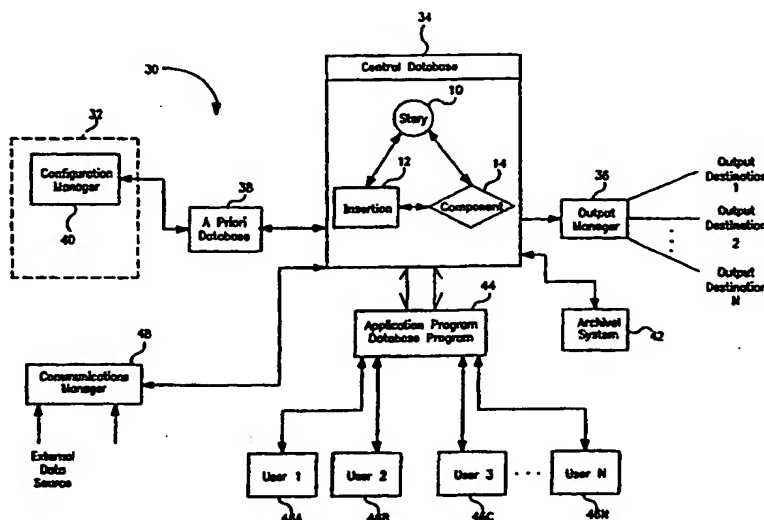 34
Central Database
30
10
Story
32
12
14
Configuration
Manager
38
36
Output
Destination
1
40
A Priori
Database
Insertion
Component
Output
Manager
Output
Destination
2
Output
Destination
N
44
48
Application Program
Database Program
Archival
System
42
Communications
Manager
External
Data
Source
User 1
User 2
User 3
User N
46A
46B
46C
46N